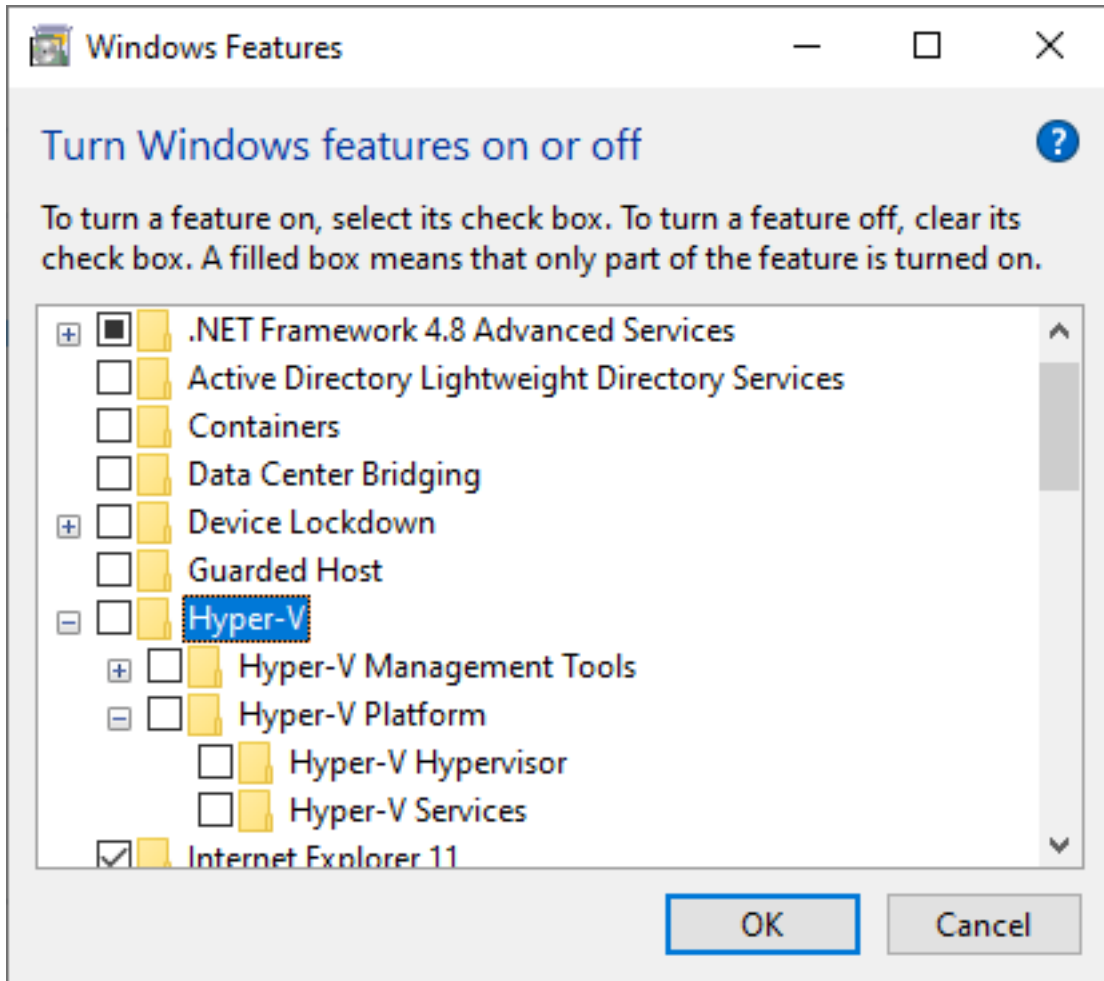 Windows Features
Turn Windows features on or off
?
To turn a feature on, select its check box. To turn a feature off, clear its
check box. A filled box means that only part of the feature is turned on.
.NET Framework 4.8 Advanced Services
Active Directory Lightweight Directory Services
Containers
Data Center Bridging
Device Lockdown
Guarded Host
Hyper-V
Hyper-V Management Tools
Hyper-V Platform
Hyper-V Hypervisor
Hyper-V Services
Internet Explorer 11
OK
Cancel